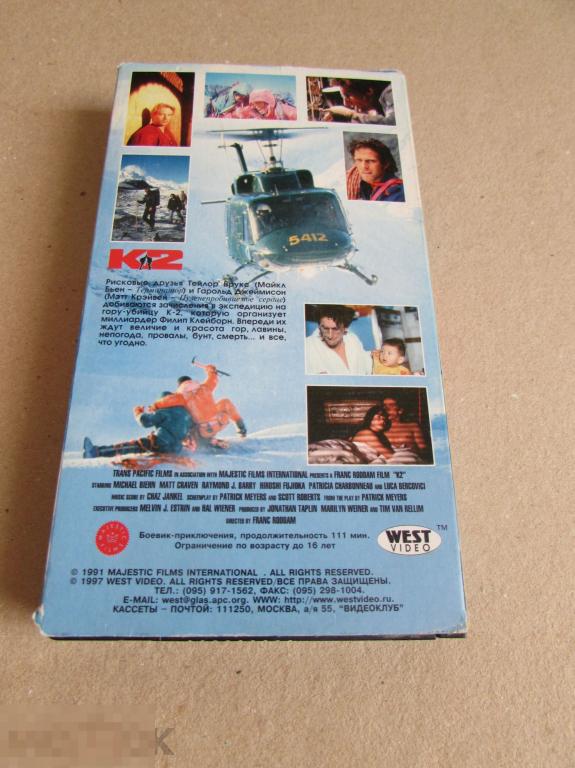 5412
K2
Рисковые друзья Тейлор Брукс (Майкл
Бьен – Терминатор) и Гарольд Джеймисон
(Мэтт Крэйвен – Пуленепробиваемое сердце)
добиваются зачисления в экспедицию на
гору-убийцу К-2, которую организует
миллиардер Филип Клейборн. Впереди их
ждут величие и красота гор, лавины,
непогода, провалы, бунт, смерть... и все,
что угодно.
TRANS PACIFIC FILMS IN ASSOCIATION WITH MAJESTIC FILMS INTERNATIONAL PRESENTS A FRANC RODDAM FILM "K2"
STARRING MICHAEL BIEHN MATT CRAVEN RAYMOND J. BARRY HIROSHI FUJIOKA PATRICIA CHARBONNEAU AND LUCA BERCOVICI
MUSIC SCORE BY CHAZ JANKEL SCREENPLAY BY PATRICK MEYERS AND SCOTT ROBERTS FROM THE PLAY BY PATRICK MEYERS
EXECUTIVE PRODUCERS MELVIN J. ESTRIN AND HAL WIENER PRODUCED BY JONATHAN TAPLIN MARILYN WEINER AND TIM VAN RELLIM
DIRECTED BY FRANC RODDAM
Боевик-приключения, продолжительность 111 мин.
Ограничение по возрасту до 16 лет
WEST
VIDEO
TM
© 1991 MAJESTIC FILMS INTERNATIONAL . ALL RIGHTS RESERVED.
© 1997 WEST VIDEO. ALL RIGHTS RESERVED/ВСЕ ПРАВА ЗАЩИЩЕНЫ.
ТЕЛ.: (095) 917-1562, ФАКС: (095) 298-1004.
E-MAIL: west@glas.apc.org. WWW: http://www.westvideo.ru.
КАССЕТЫ - ПОЧТОЙ: 111250, МОСКВА, а/я 55, "ВИДЕОКЛУБ"